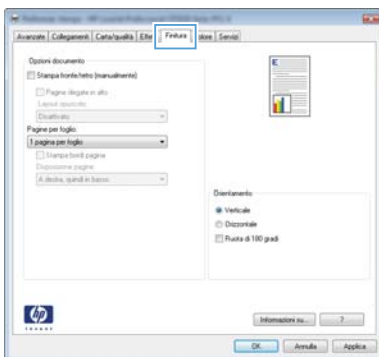 Avanzate
Collegamenti
Carta/qualità
Finitura
Servizi
Opzioni documento
Stampa fronte/retro (manualmente)
Pagine rilegate in alto
Layout opuscolo:
Disattivato
Pagine per foglio:
1 pagina per foglio
Stampa bordi pagina
Disposizione pagine:
A destra, quindi in basso
E
Orientamento
Verticale
Orizzontale
Ruota di 180 gradi
hp
invent
Informazioni su...
?
OK
Annulla
Applica